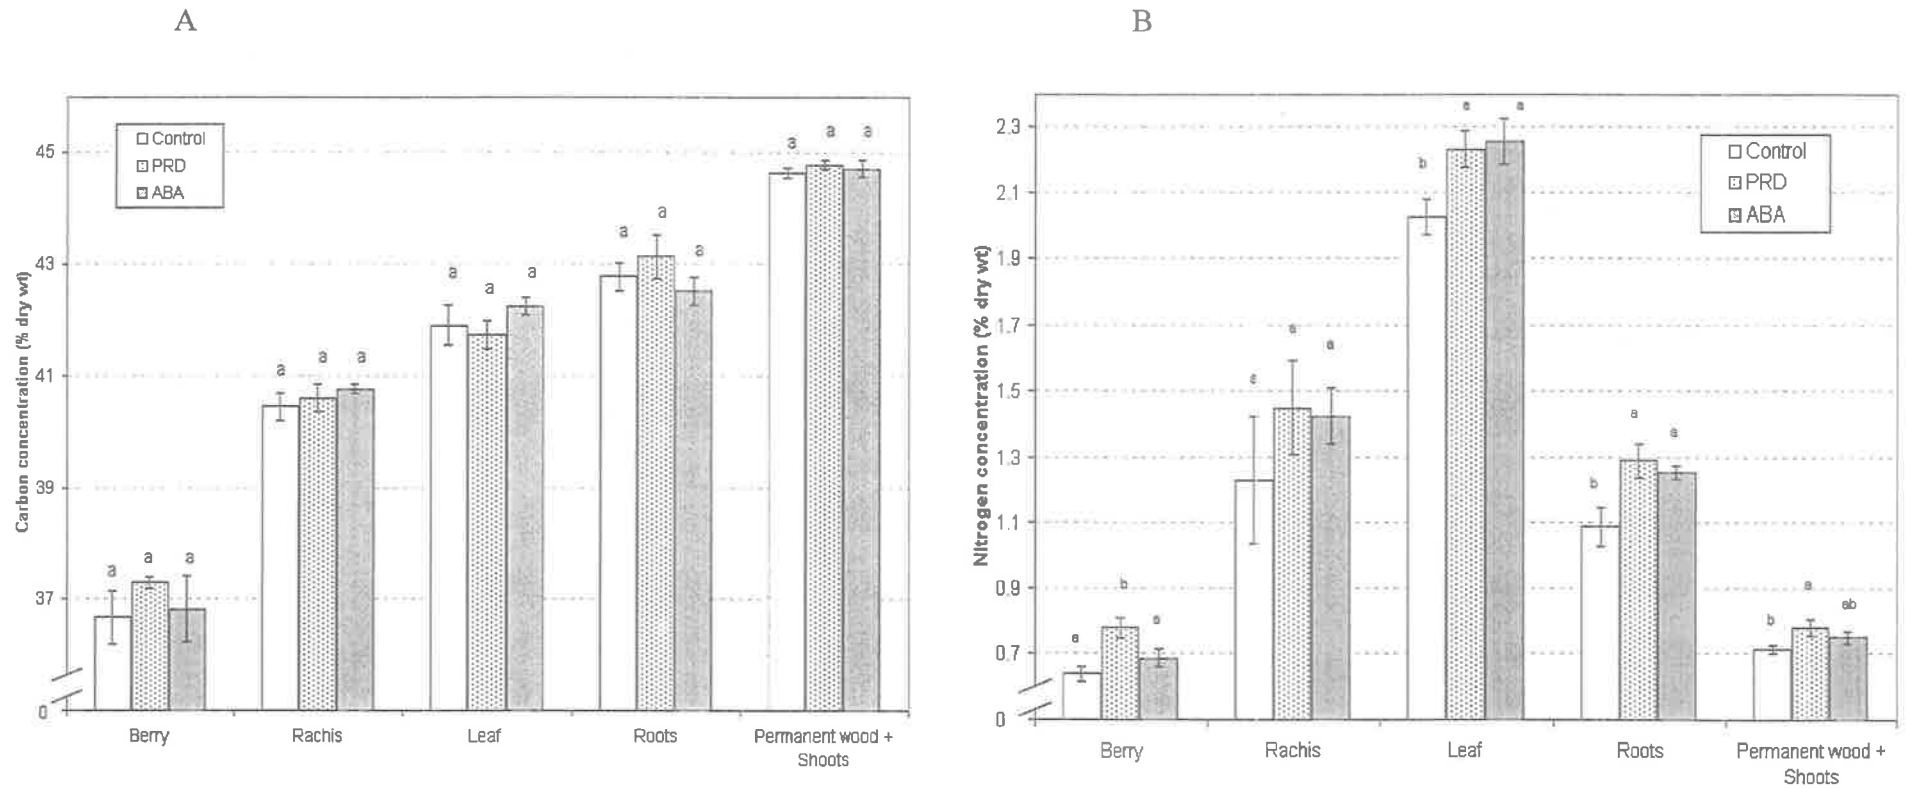 A
B
Control
PRD
ABA
Carbon concentration (% dry wt)
45
43
41
39
37
0
a a a
a a a
a a a
a a a
a a a
Berry Rachis Leaf Roots Permanent wood +
Shoots
Control
PRD
ABA
Nitrogen concentration (% dry wt)
2.3
2.1
1.9
1.7
1.5
1.3
1.1
0.9
0.7
0
a b a
a a a
b a a
b a a
b a ab
Berry Rachis Leaf Roots Permanent wood +
Shoots